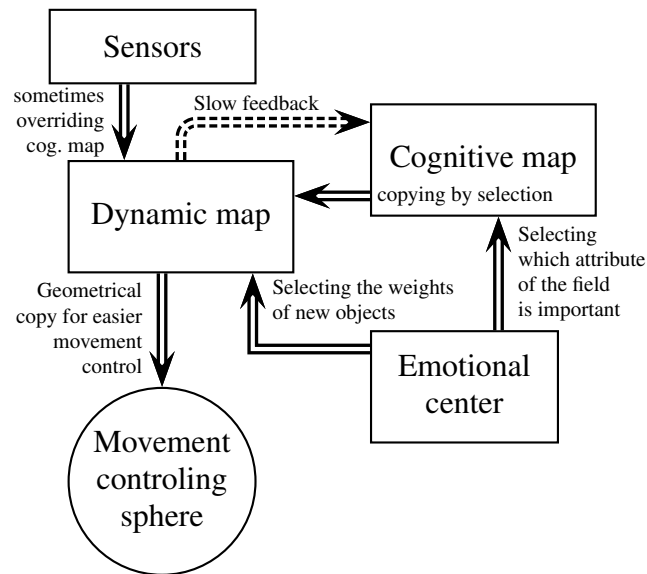 Sensors
sometimes
overriding
cog. map
Slow feedback
Cognitive map
copying by selection
Dynamic map
Selecting
which attribute
of the field
is important
Geometrical
copy for easier
movement
control
Selecting the weights
of new objects
Emotional
center
Movement
controling
sphere